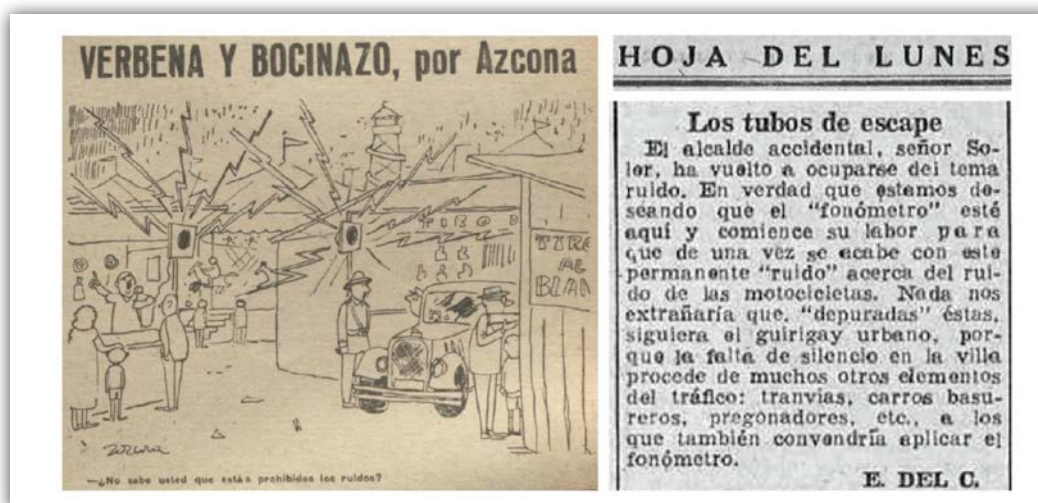 VERBENA Y BOCINAZO, por Azcona
TIRO
AL
BLAN
—¿No sabe usted que están prohibidos los ruidos?
HOJA DEL LUNES
Los tubos de escape
El alcalde accidental, señor So-
ler, ha vuelto a ocuparse del tema
ruido. En verdad que estamos de-
seando que el "fonómetro" esté
aquí y comience su labor para
que de una vez se acabe con este
permanente "ruido" acerca del rui-
do de las motocicletas. Nada nos
extrañaría que, "depuradas" éstas,
siguiera el guirigay urbano, por-
que la falta de silencio en la villa
procede de muchos otros elementos
del tráfico: tranvías, carros basu-
reros, pregonadores, etc., a los
que también convendría aplicar el
fonómetro.
E. DEL C.